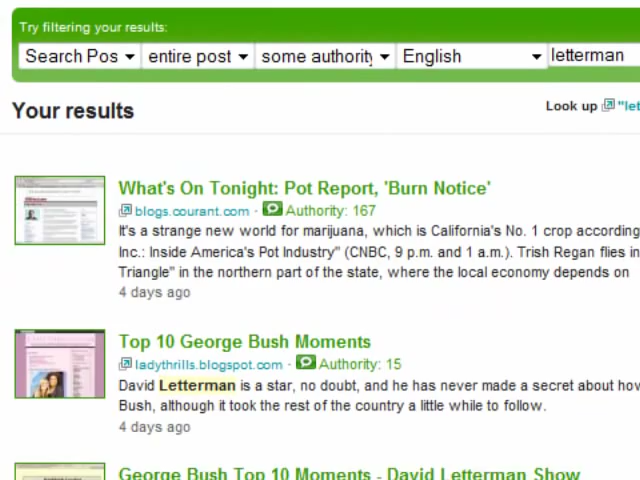 Try filtering your results:
Search Pos entire post some authority English letterman
Your results
Look up "let
What's On Tonight: Pot Report, 'Burn Notice'
blogs.courant.com · Authority: 167
It's a strange new world for marijuana, which is California's No. 1 crop according
Inc.: Inside America's Pot Industry" (CNBC, 9 p.m. and 1 a.m.). Trish Regan flies in
Triangle" in the northern part of the state, where the local economy depends on
4 days ago
Top 10 George Bush Moments
ladythrills.blogspot.com · Authority: 15
David Letterman is a star, no doubt, and he has never made a secret about how
Bush, although it took the rest of the country a little while to follow.
4 days ago
George Bush Top 10 Moments - David Letterman Show